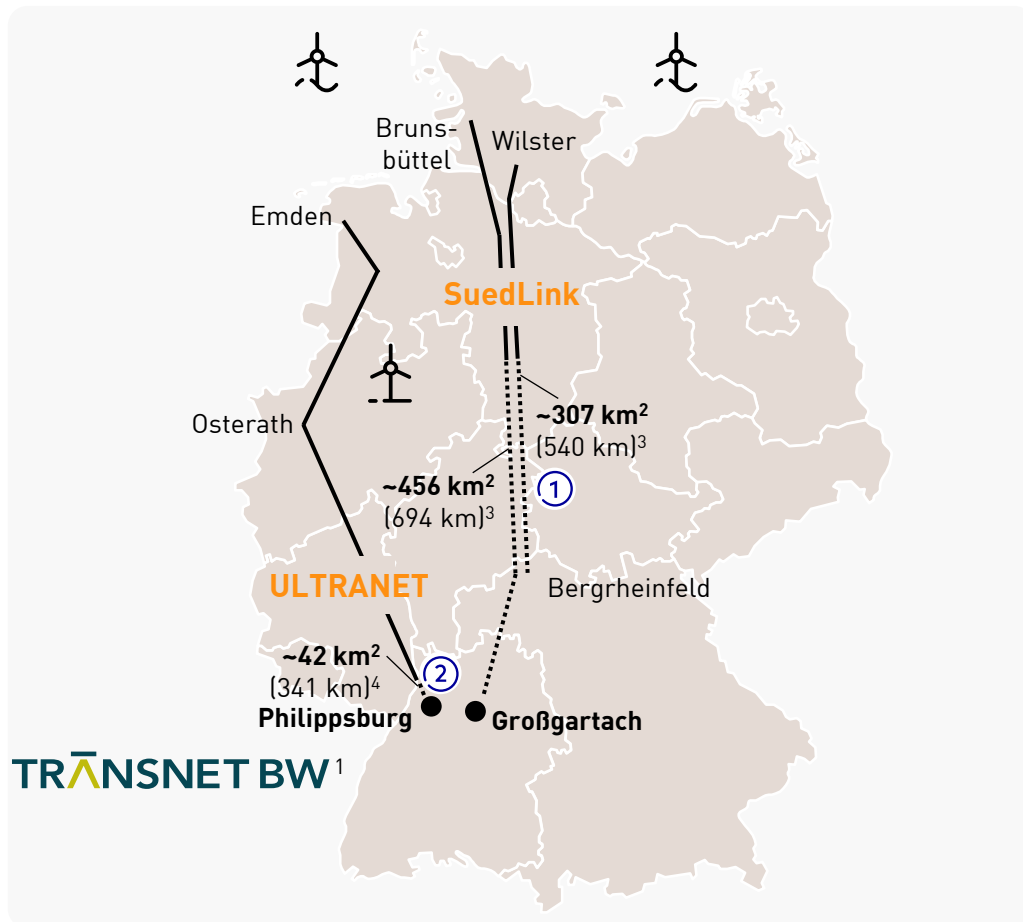 Bruns-
büttel
Wilster
Emden
SuedLink
~307 km²
(540 km)³
Osterath
~456 km²
(694 km)³
1
ULTRANET
Bergrheinfeld
~42 km²
(341 km)⁴
2
Philippsburg
Großgartach
TRANSNET BW ¹